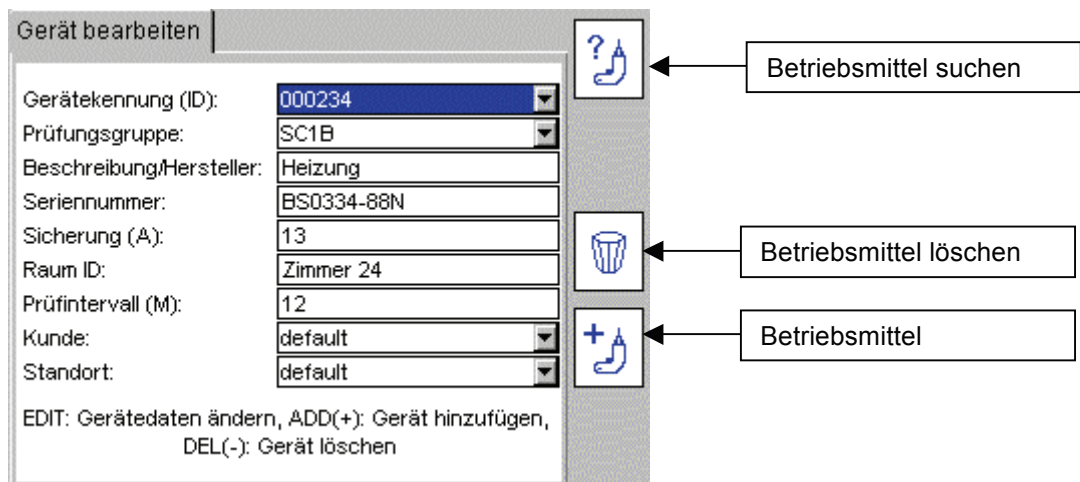 Gerät bearbeiten
?
Betriebsmittel suchen
Gerätekennung (ID): 000234
Prüfungsgruppe: SC1B
Beschreibung/Hersteller: Heizung
Seriennummer: BS0334-88N
Sicherung (A): 13
Betriebsmittel löschen
Raum ID: Zimmer 24
Prüfintervall (M): 12
Kunde: default
+
Betriebsmittel
Standort: default
EDIT: Gerätedaten ändern, ADD(+): Gerät hinzufügen,
DEL(-): Gerät löschen